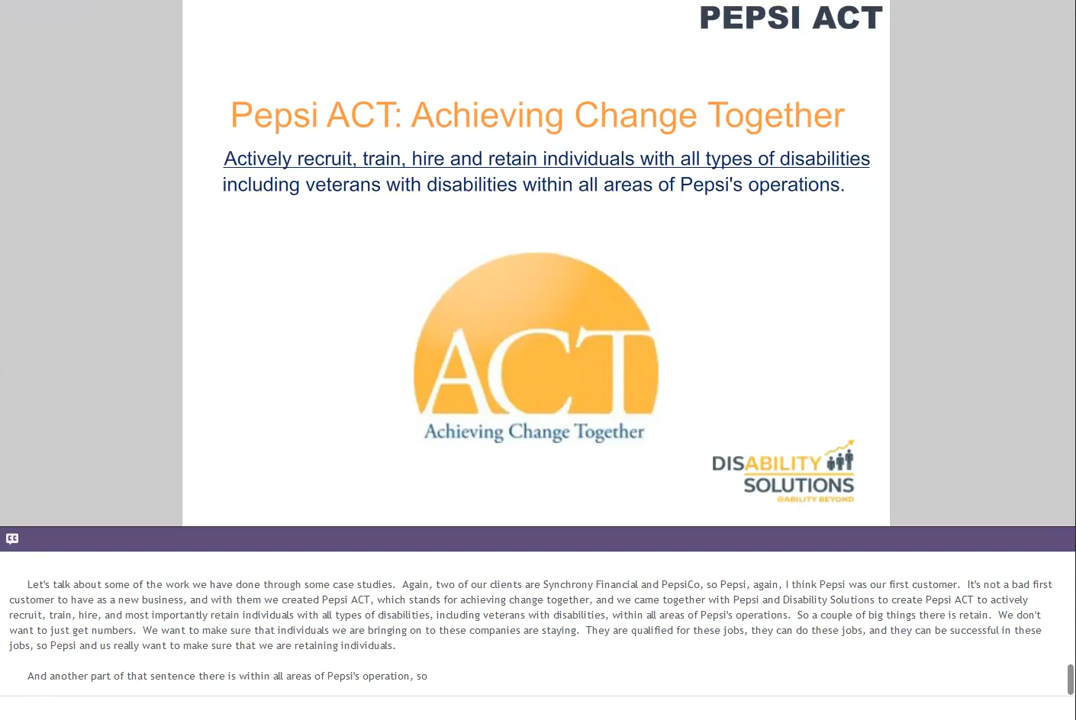 PEPSI ACT
Pepsi ACT: Achieving Change Together
Actively recruit, train, hire and retain individuals with all types of disabilities
including veterans with disabilities within all areas of Pepsi's operations.
ACT
Achieving Change Together
DISABILITY
SOLUTIONS
@ABILITY BEYOND
CC
Let's talk about some of the work we have done through some case studies. Again, two of our clients are Synchrony Financial and PepsiCo, so Pepsi, again, I think Pepsi was our first customer. It's not a bad first
customer to have as a new business, and with them we created Pepsi ACT, which stands for achieving change together, and we came together with Pepsi and Disability Solutions to create Pepsi ACT to actively
recruit, train, hire, and most importantly retain individuals with all types of disabilities, including veterans with disabilities, within all areas of Pepsi's operations. So a couple of big things there is retain. We don't
want to just get numbers. We want to make sure that individuals we are bringing on to these companies are staying. They are qualified for these jobs, they can do these jobs, and they can be successful in these
jobs, so Pepsi and us really want to make sure that we are retaining individuals.
And another part of that sentence there is within all areas of Pepsi's operation, so